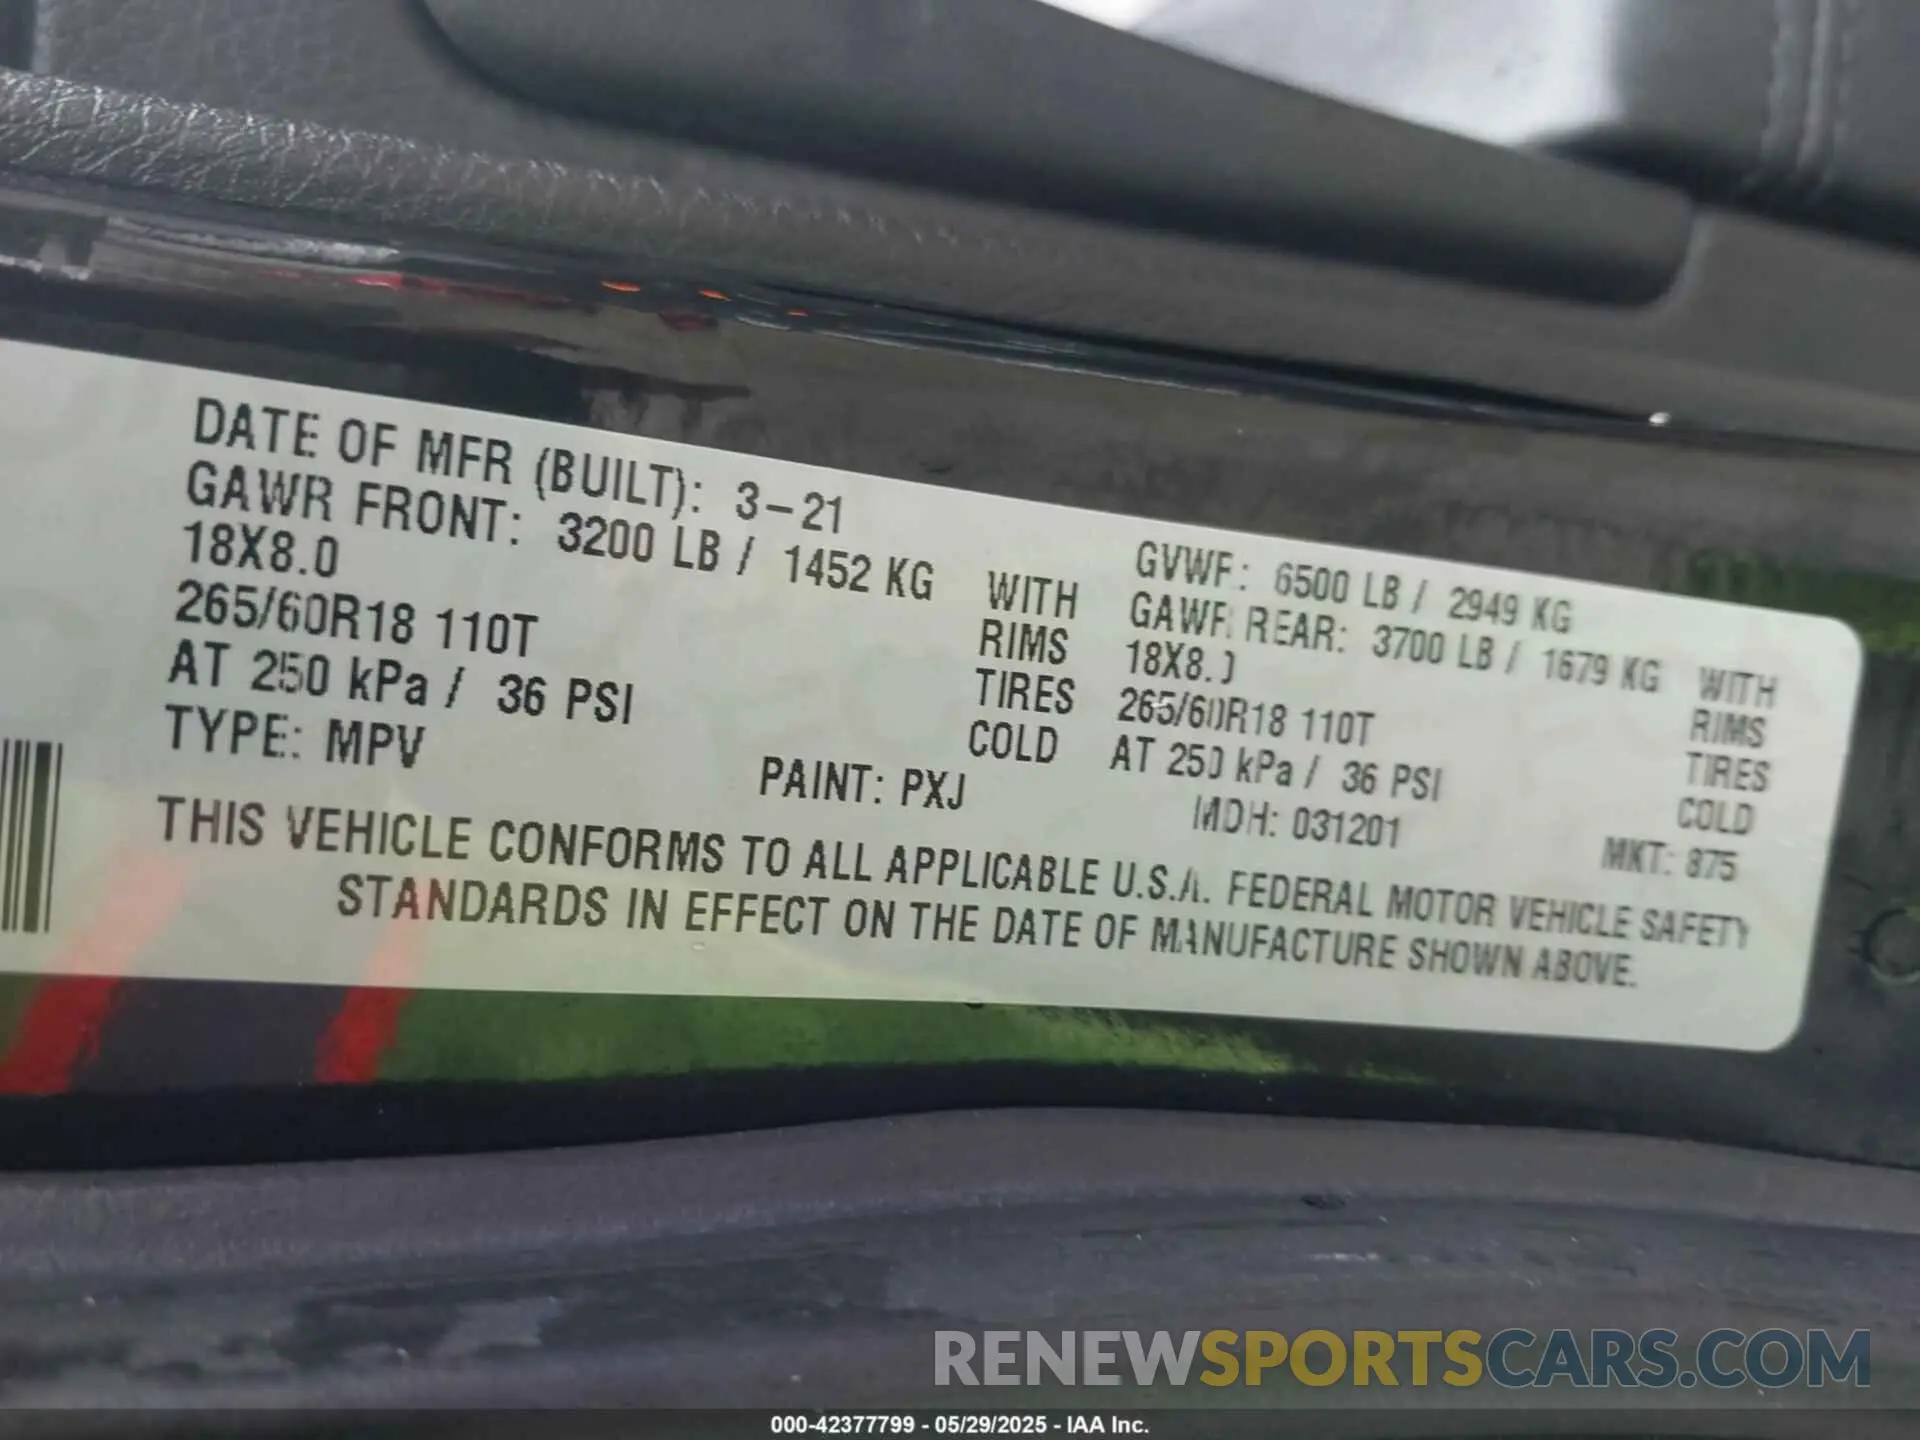 DATE OF MFR (BUILT): 3-21
GAWR FRONT: 3200 LB / 1452 KG WITH
18X8.0 RIMS
265/60R18 110T TIRES
AT 250 kPa / 36 PSI COLD
TYPE: MPV
PAINT: PXJ
GVWR: 6500 LB / 2949 KG
GAWR REAR: 3700 LB / 1679 KG WITH
18X8.0 RIMS
265/60R18 110T TIRES
AT 250 kPa / 36 PSI COLD
MDH: 031201
MKT: 875
THIS VEHICLE CONFORMS TO ALL APPLICABLE U.S.A. FEDERAL MOTOR VEHICLE SAFETY
STANDARDS IN EFFECT ON THE DATE OF MANUFACTURE SHOWN ABOVE.
RENEWSPORTSCARS.COM
000-42377799 - 05/29/2025 - IAA Inc.